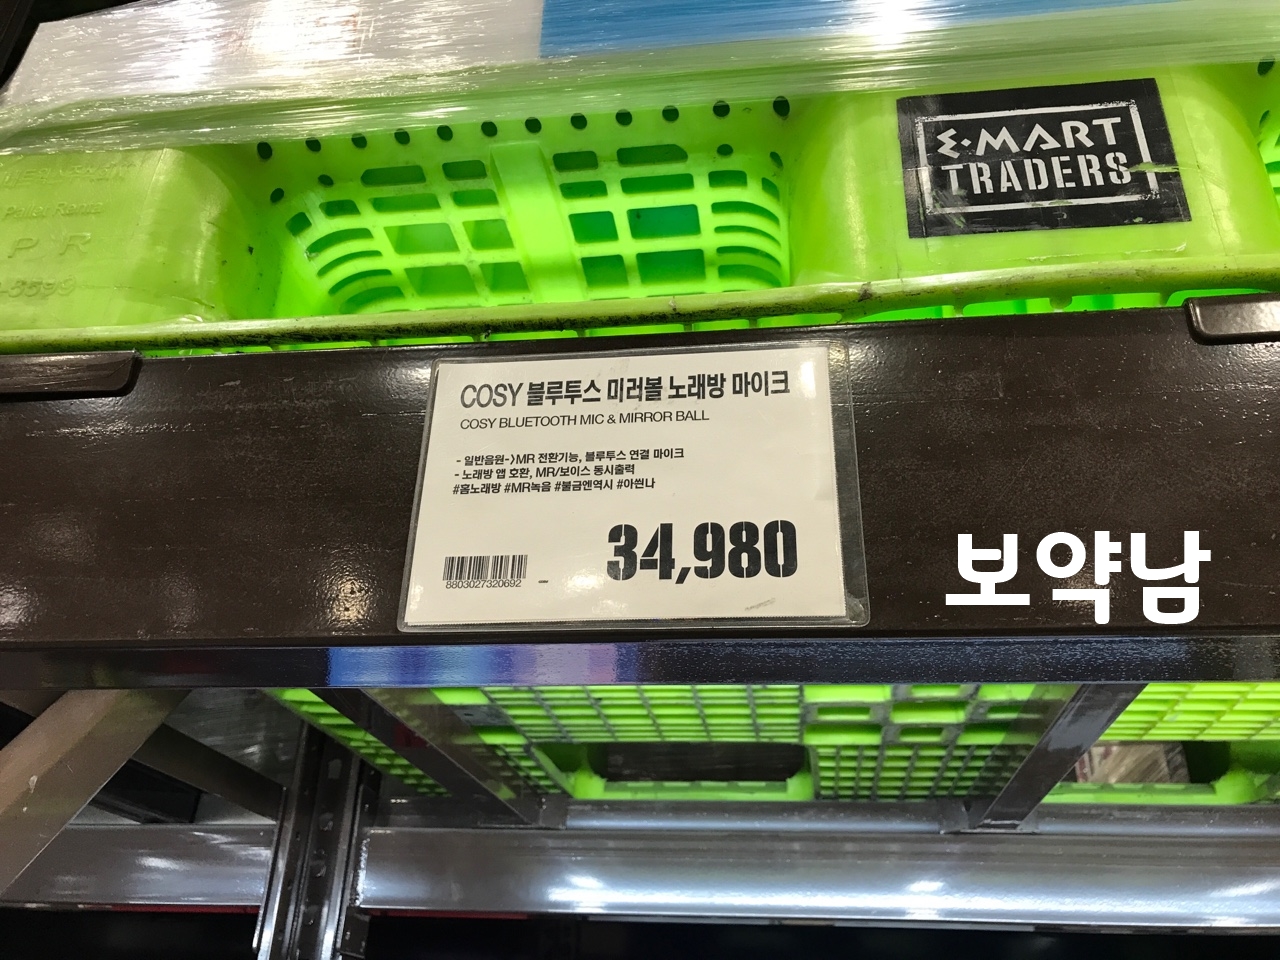 E·MART
TRADERS
Pallet Rental
P R
COSY 블루투스 미러볼 노래방 마이크
COSY BLUETOOTH MIC & MIRROR BALL
- 일반음원->MR 전환기능, 블루투스 연결 마이크
- 노래방 앱 호환, MR/보이스 동시출력
#홈노래방 #MR녹음 #불금엔역시 #아씐나
34,980
8803027320692
보약남